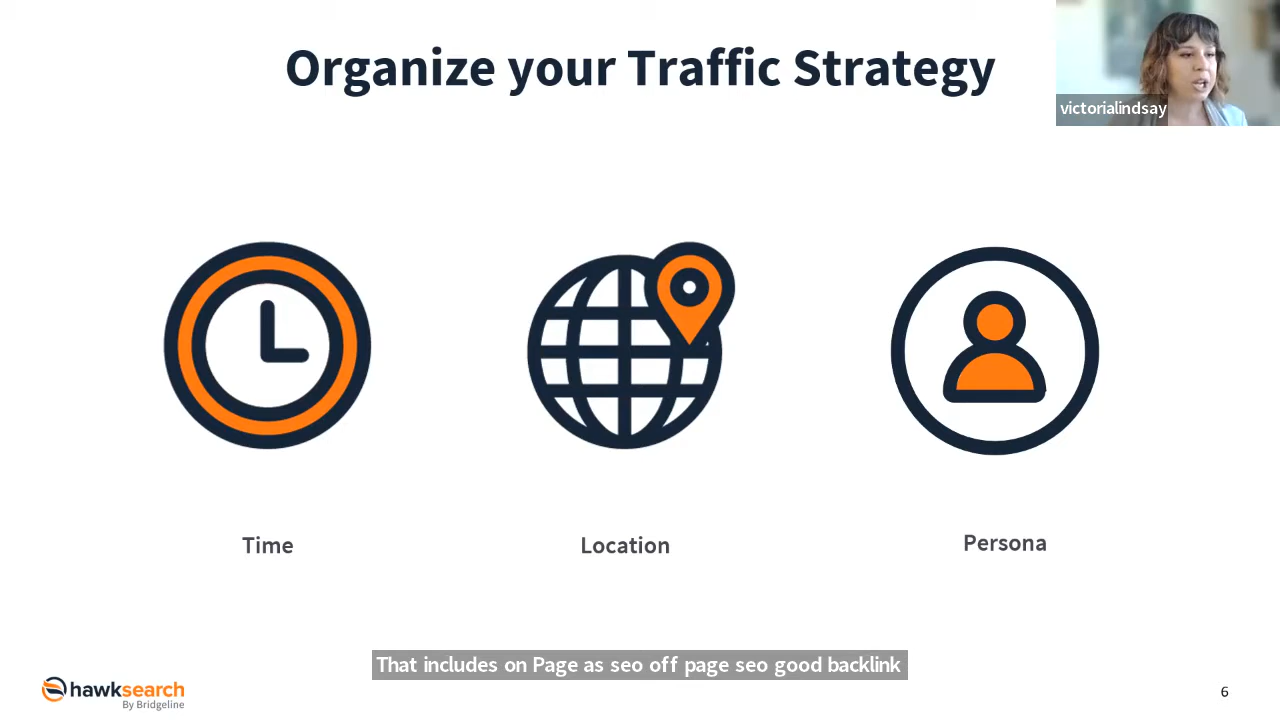 Organize your Traffic Strategy
victorialindsay
Time
Location
Persona
That includes on Page as seo off page seo good backlink
hawksearch
By Bridgeline
6